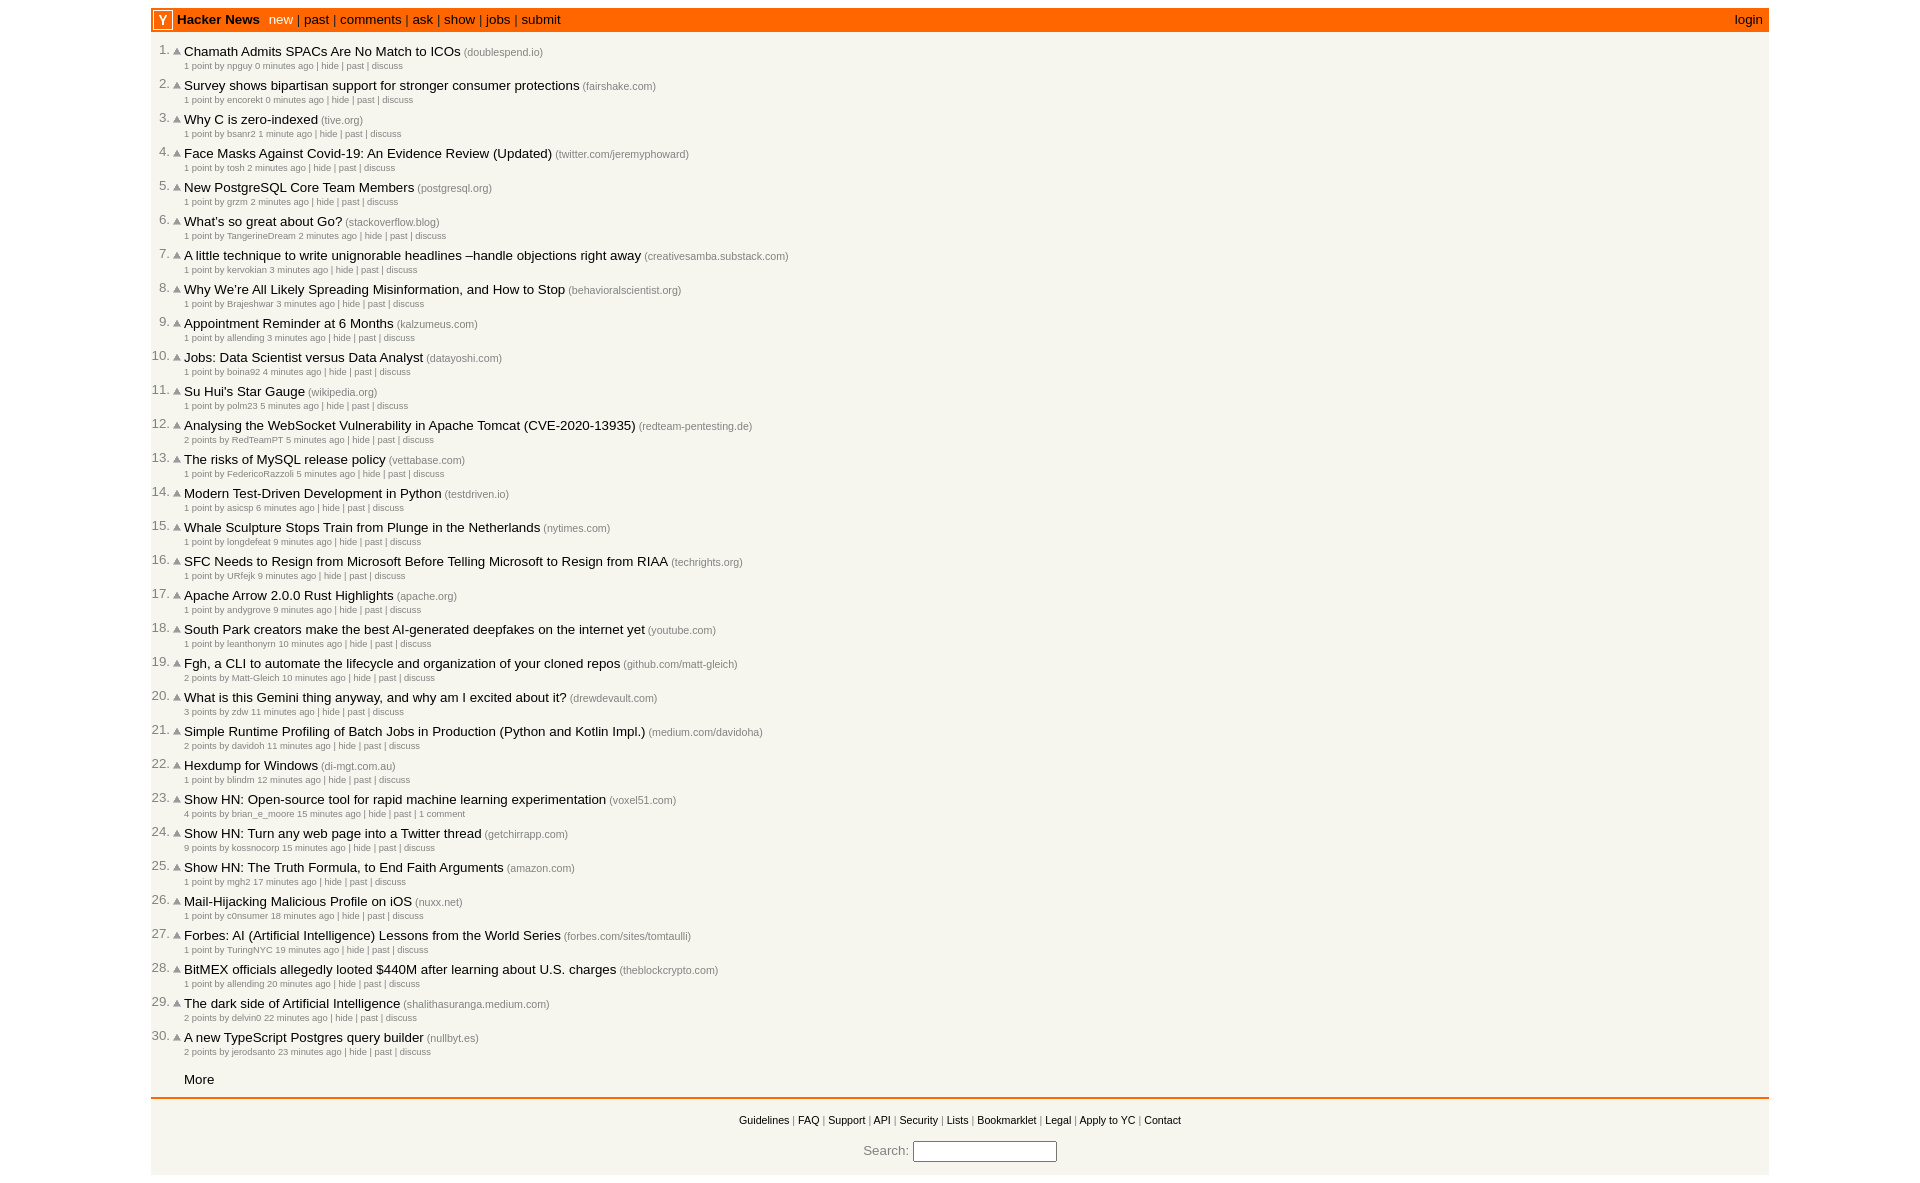 Y Hacker News new | past | comments | ask | show | jobs | submit login
1. Chamath Admits SPACs Are No Match to ICOs (doublespend.io)
1 point by npguy 0 minutes ago | hide | past | discuss
2. Survey shows bipartisan support for stronger consumer protections (fairshake.com)
1 point by encorekt 0 minutes ago | hide | past | discuss
3. Why C is zero-indexed (tive.org)
1 point by bsanr2 1 minute ago | hide | past | discuss
4. Face Masks Against Covid-19: An Evidence Review (Updated) (twitter.com/jeremyphoward)
1 point by tosh 2 minutes ago | hide | past | discuss
5. New PostgreSQL Core Team Members (postgresql.org)
1 point by grzm 2 minutes ago | hide | past | discuss
6. What’s so great about Go? (stackoverflow.blog)
1 point by TangerineDream 2 minutes ago | hide | past | discuss
7. A little technique to write unignorable headlines –handle objections right away (creativesamba.substack.com)
1 point by kervokian 3 minutes ago | hide | past | discuss
8. Why We’re All Likely Spreading Misinformation, and How to Stop (behavioralscientist.org)
1 point by Brajeshwar 3 minutes ago | hide | past | discuss
9. Appointment Reminder at 6 Months (kalzumeus.com)
1 point by allending 3 minutes ago | hide | past | discuss
10. Jobs: Data Scientist versus Data Analyst (datayoshi.com)
1 point by boina92 4 minutes ago | hide | past | discuss
11. Su Hui's Star Gauge (wikipedia.org)
1 point by polm23 5 minutes ago | hide | past | discuss
12. Analysing the WebSocket Vulnerability in Apache Tomcat (CVE-2020-13935) (redteam-pentesting.de)
2 points by RedTeamPT 5 minutes ago | hide | past | discuss
13. The risks of MySQL release policy (vettabase.com)
1 point by FedericoRazzoli 5 minutes ago | hide | past | discuss
14. Modern Test-Driven Development in Python (testdriven.io)
1 point by asicsp 6 minutes ago | hide | past | discuss
15. Whale Sculpture Stops Train from Plunge in the Netherlands (nytimes.com)
1 point by longdefeat 9 minutes ago | hide | past | discuss
16. SFC Needs to Resign from Microsoft Before Telling Microsoft to Resign from RIAA (techrights.org)
1 point by URfejk 9 minutes ago | hide | past | discuss
17. Apache Arrow 2.0.0 Rust Highlights (apache.org)
1 point by andygrove 9 minutes ago | hide | past | discuss
18. South Park creators make the best AI-generated deepfakes on the internet yet (youtube.com)
1 point by leanthonyrn 10 minutes ago | hide | past | discuss
19. Fgh, a CLI to automate the lifecycle and organization of your cloned repos (github.com/matt-gleich)
2 points by Matt-Gleich 10 minutes ago | hide | past | discuss
20. What is this Gemini thing anyway, and why am I excited about it? (drewdevault.com)
3 points by zdw 11 minutes ago | hide | past | discuss
21. Simple Runtime Profiling of Batch Jobs in Production (Python and Kotlin Impl.) (medium.com/davidoha)
2 points by davidoh 11 minutes ago | hide | past | discuss
22. Hexdump for Windows (di-mgt.com.au)
1 point by blindm 12 minutes ago | hide | past | discuss
23. Show HN: Open-source tool for rapid machine learning experimentation (voxel51.com)
4 points by brian_e_moore 15 minutes ago | hide | past | 1 comment
24. Show HN: Turn any web page into a Twitter thread (getchirrapp.com)
9 points by kossnocorp 15 minutes ago | hide | past | discuss
25. Show HN: The Truth Formula, to End Faith Arguments (amazon.com)
1 point by mgh2 17 minutes ago | hide | past | discuss
26. Mail-Hijacking Malicious Profile on iOS (nuxx.net)
1 point by c0nsumer 18 minutes ago | hide | past | discuss
27. Forbes: AI (Artificial Intelligence) Lessons from the World Series (forbes.com/sites/tomtaulli)
1 point by TuringNYC 19 minutes ago | hide | past | discuss
28. BitMEX officials allegedly looted $440M after learning about U.S. charges (theblockcrypto.com)
1 point by allending 20 minutes ago | hide | past | discuss
29. The dark side of Artificial Intelligence (shalithasuranga.medium.com)
2 points by delvin0 22 minutes ago | hide | past | discuss
30. A new TypeScript Postgres query builder (nullbyt.es)
2 points by jerodsanto 23 minutes ago | hide | past | discuss
More
Guidelines | FAQ | Support | API | Security | Lists | Bookmarklet | Legal | Apply to YC | Contact
Search: